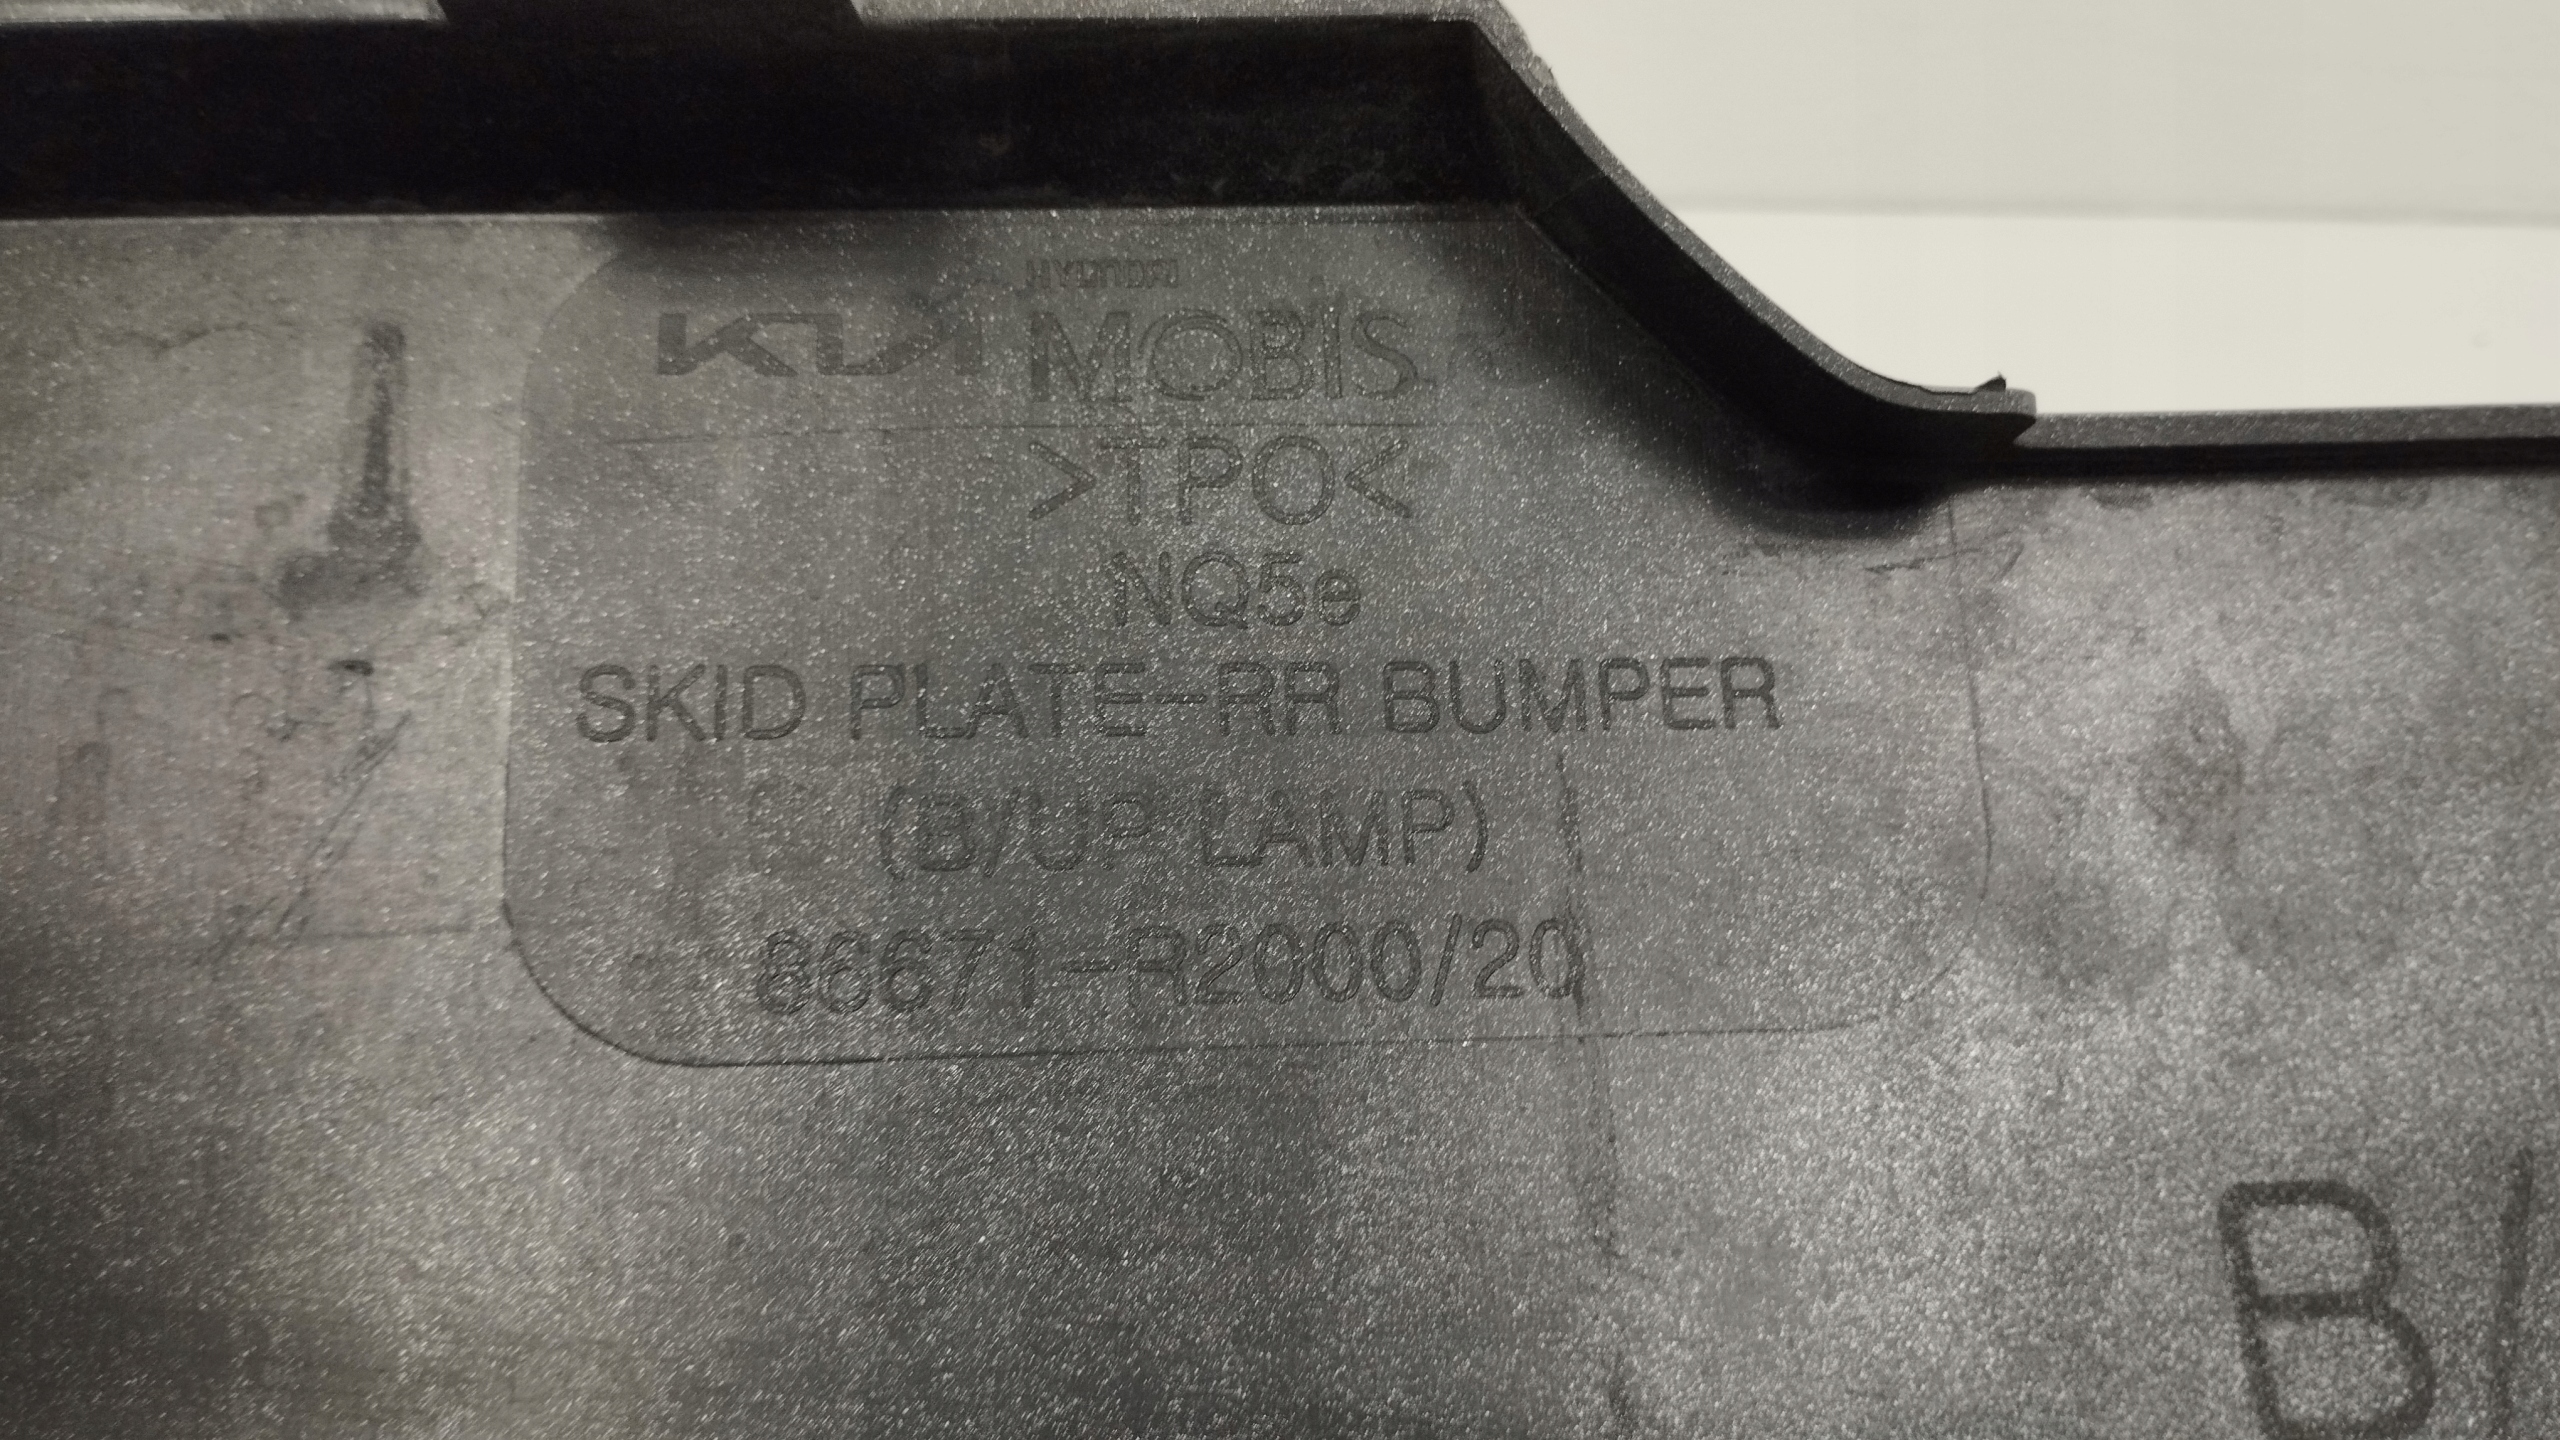 HYUNDAI
KIA MOBIS
>TPO<
NQ5e
SKID PLATE-RR BUMPER
(B/UP LAMP)
86671-R2000/20
B/